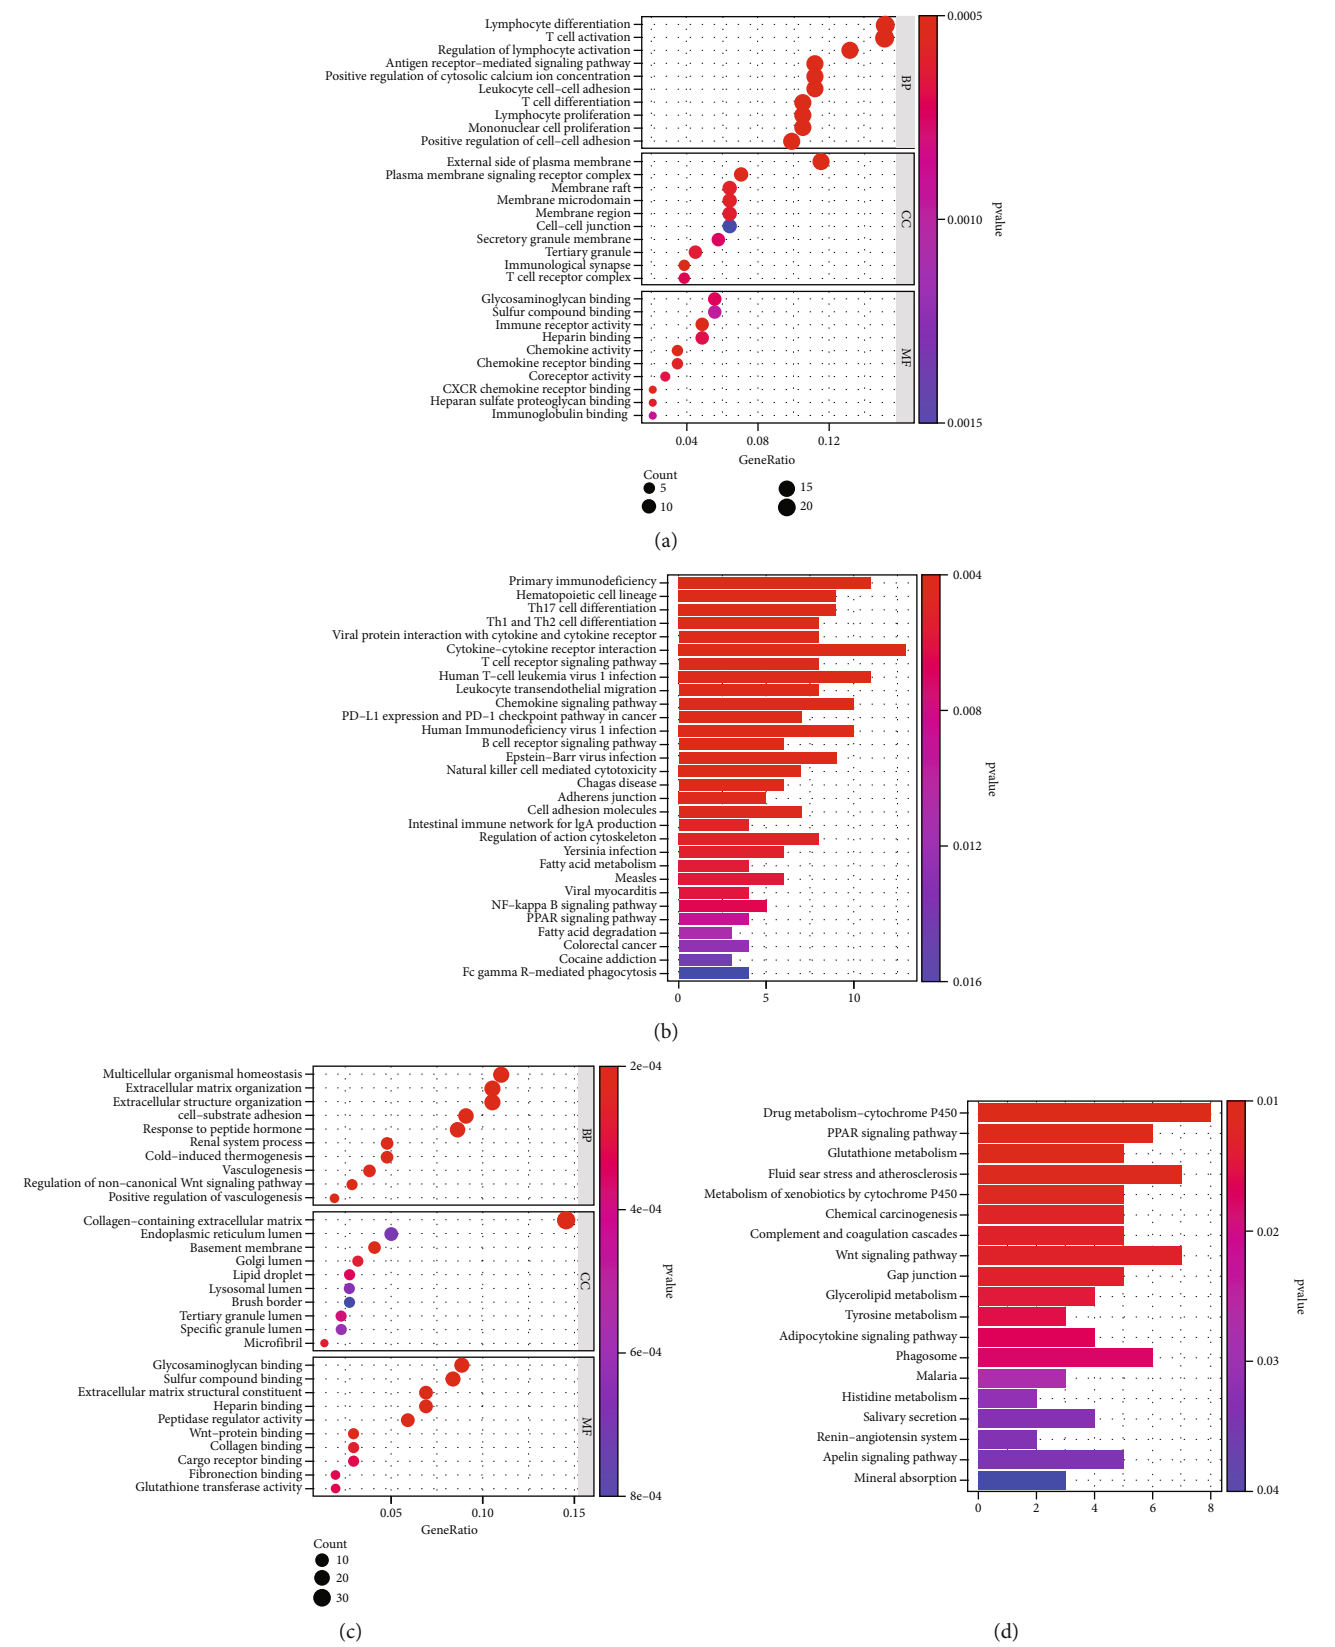 Lymphocyte differentiation
T cell activation
Regulation of lymphocyte activation
Antigen receptor–mediated signaling pathway
Positive regulation of cytosolic calcium ion concentration
Leukocyte cell–cell adhesion
T cell differentiation
Lymphocyte proliferation
Mononuclear cell proliferation
Positive regulation of cell–cell adhesion
BP
External side of plasma membrane
Plasma membrane signaling receptor complex
Membrane raft
Membrane microdomain
Membrane region
Cell–cell junction
Secretory granule membrane
Tertiary granule
Immunological synapse
T cell receptor complex
CC
Glycosaminoglycan binding
Sulfur compound binding
Immune receptor activity
Heparin binding
Chemokine activity
Chemokine receptor binding
Coreceptor activity
CXCR chemokine receptor binding
Heparan sulfate proteoglycan binding
Immunoglobulin binding
MF
0.04 0.08 0.12
GeneRatio
0.0005
0.0010
0.0015
pvalue
Count
5 15
10 20
(a)
Primary immunodeficiency
Hematopoietic cell lineage
Th17 cell differentiation
Th1 and Th2 cell differentiation
Viral protein interaction with cytokine and cytokine receptor
Cytokine–cytokine receptor interaction
T cell receptor signaling pathway
Human T–cell leukemia virus 1 infection
Leukocyte transendothelial migration
Chemokine signaling pathway
PD–L1 expression and PD–1 checkpoint pathway in cancer
Human Immunodeficiency virus 1 infection
B cell receptor signaling pathway
Epstein–Barr virus infection
Natural killer cell mediated cytotoxicity
Chagas disease
Adherens junction
Cell adhesion molecules
Intestinal immune network for lgA production
Regulation of action cytoskeleton
Yersinia infection
Fatty acid metabolism
Measles
Viral myocarditis
NF–kappa B signaling pathway
PPAR signaling pathway
Fatty acid degradation
Colorectal cancer
Cocaine addiction
Fc gamma R–mediated phagocytosis
0 5 10
0.004
0.008
0.012
0.016
pvalue
(b)
Multicellular organismal homeostasis
Extracellular matrix organization
Extracellular structure organization
cell–substrate adhesion
Response to peptide hormone
Renal system process
Cold–induced thermogenesis
Vasculogenesis
Regulation of non–canonical Wnt signaling pathway
Positive regulation of vasculogenesis
BP
Collagen–containing extracellular matrix
Endoplasmic reticulum lumen
Basement membrane
Golgi lumen
Lipid droplet
Lysosomal lumen
Brush border
Tertiary granule lumen
Specific granule lumen
Microfibril
CC
Glycosaminoglycan binding
Sulfur compound binding
Extracellular matrix structural constituent
Heparin binding
Peptidase regulator activity
Wnt–protein binding
Collagen binding
Cargo receptor binding
Fibronection binding
Glutathione transferase activity
MF
0.05 0.10 0.15
GeneRatio
2e–04
4e–04
6e–04
8e–04
pvalue
Count
10
20
30
(c)
Drug metabolism–cytochrome P450
PPAR signaling pathway
Glutathione metabolism
Fluid sear stress and atherosclerosis
Metabolism of xenobiotics by cytochrome P450
Chemical carcinogenesis
Complement and coagulation cascades
Wnt signaling pathway
Gap junction
Glycerolipid metabolism
Tyrosine metabolism
Adipocytokine signaling pathway
Phagosome
Malaria
Histidine metabolism
Salivary secretion
Renin–angiotensin system
Apelin signaling pathway
Mineral absorption
0 2 4 6 8
0.01
0.02
0.03
0.04
pvalue
(d)